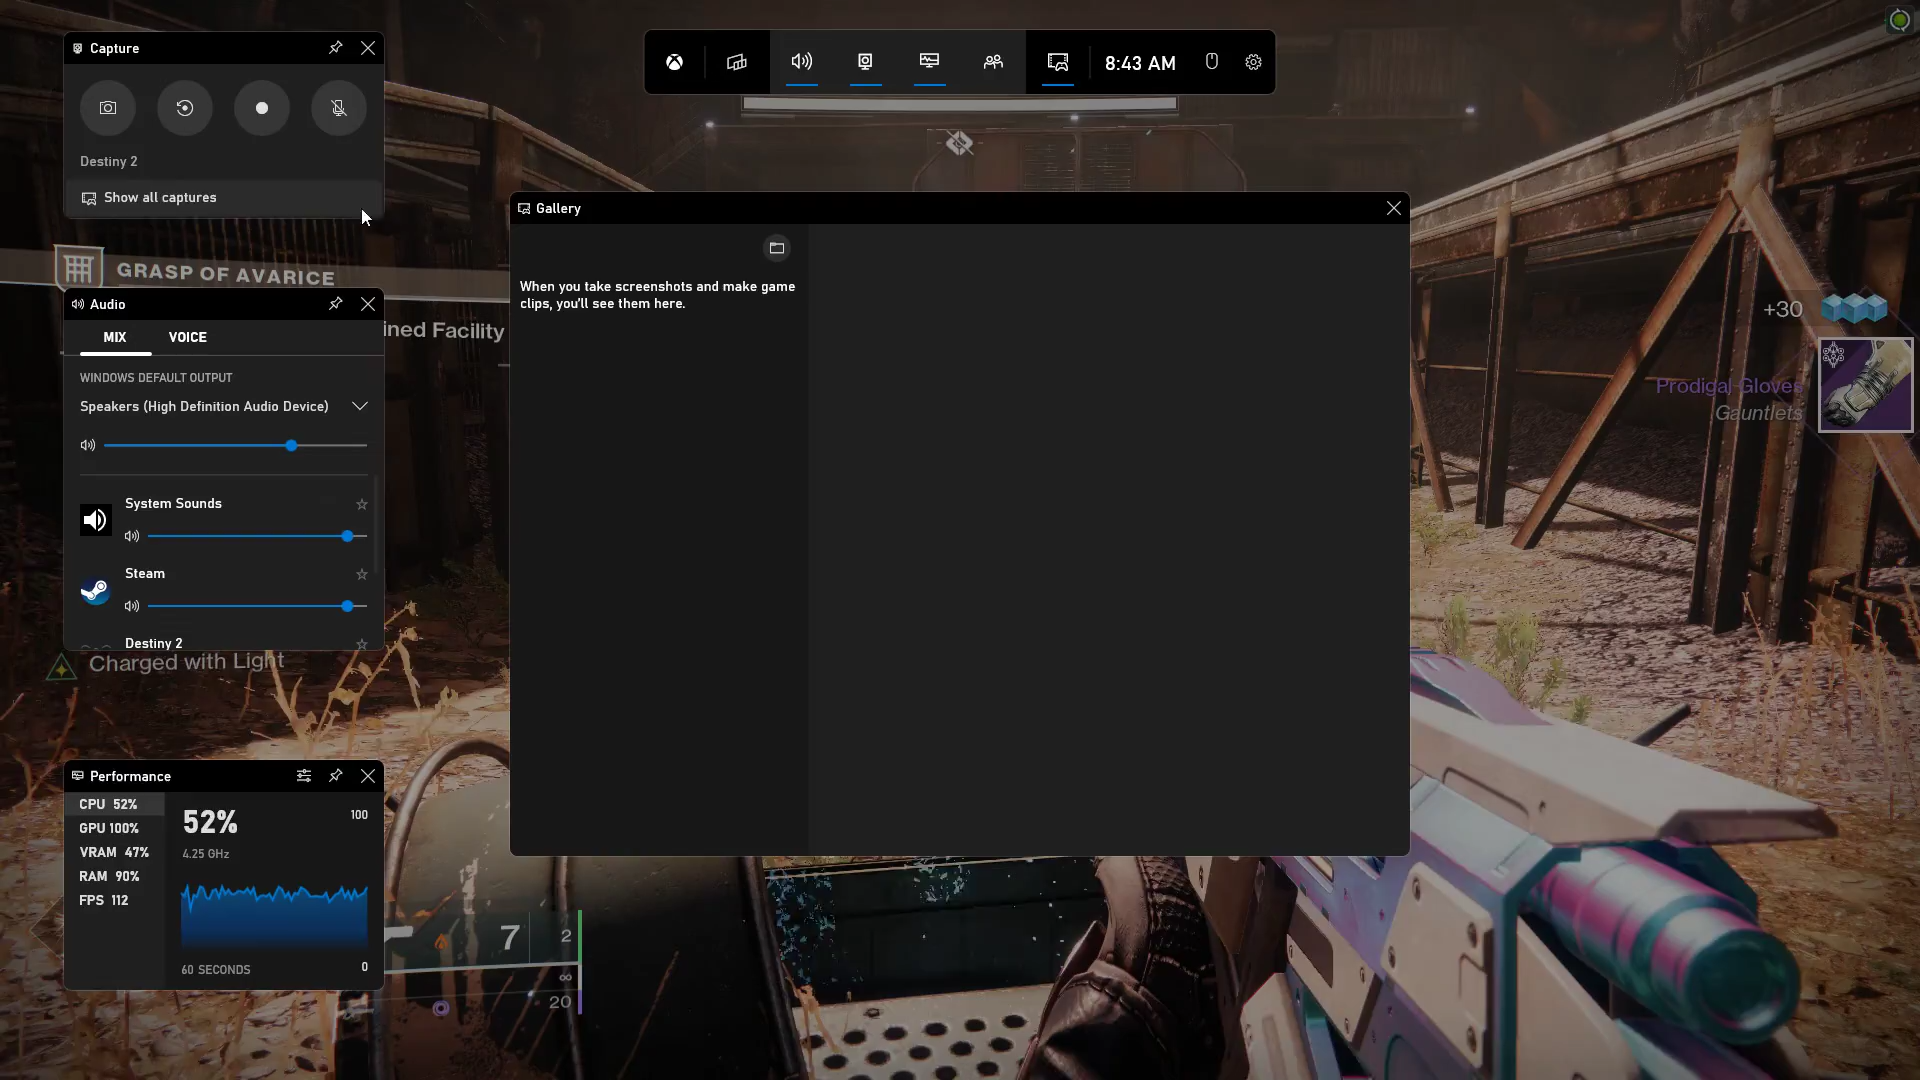 Capture
8:43 AM
Destiny 2
Show all captures
Gallery
When you take screenshots and make game
clips, you'll see them here.
GRASP OF AVARICE
Audio
ined Facility
MIX
VOICE
WINDOWS DEFAULT OUTPUT
Speakers (High Definition Audio Device)
System Sounds
Steam
Destiny 2
Charged with Light
+30
Prodigal Gloves
Gauntlets
Performance
CPU 52%
GPU 100%
VRAM 47%
RAM 90%
FPS 112
52%
100
4.25 GHz
60 SECONDS
0
7
2
∞
20